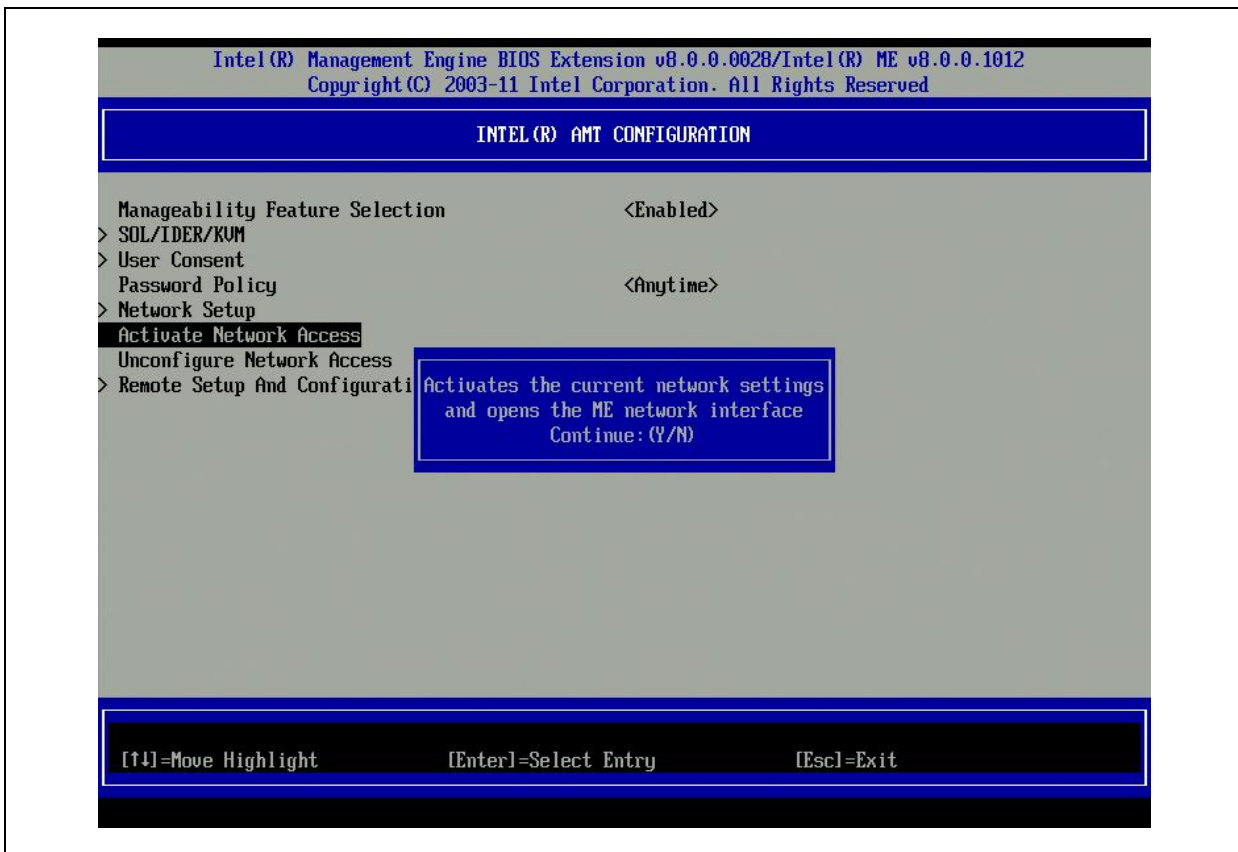 Intel(R) Management Engine BIOS Extension v8.0.0.0028/Intel(R) ME v8.0.0.1012
Copyright(C) 2003-11 Intel Corporation. All Rights Reserved
INTEL(R) AMT CONFIGURATION
Manageability Feature Selection <Enabled>
> SOL/IDER/KVM
> User Consent
Password Policy <Anytime>
> Network Setup
Activate Network Access
Unconfigure Network Access
> Remote Setup And Configurati
Activates the current network settings
and opens the ME network interface
Continue:(Y/N)
[↑↓]=Move Highlight [Enter]=Select Entry [Esc]=Exit